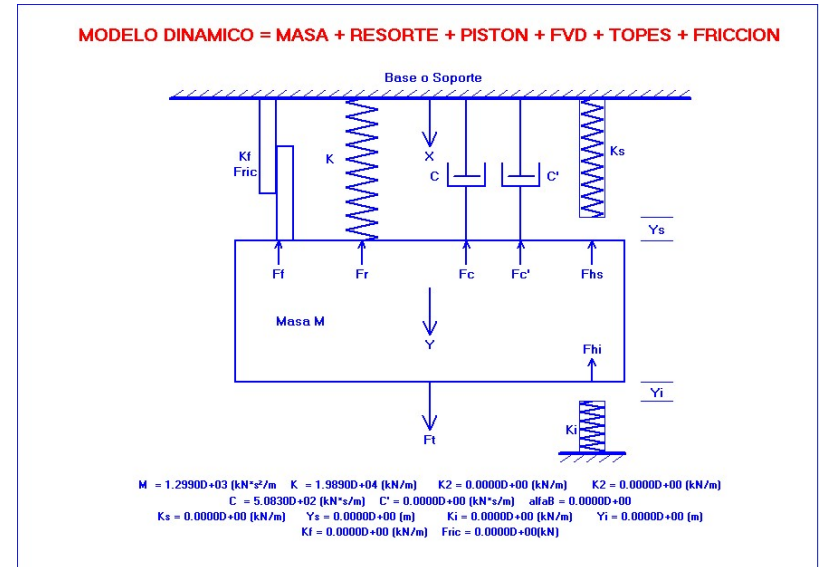 MODELO DINAMICO = MASA + RESORTE + PISTON + FVD + TOPES + FRICCION
Base o Soporte
Kf
Fric
K
X
C
C'
Ks
Ys
Ff
Fr
Fc
Fc'
Fhs
Masa M
Y
Fhi
Yi
Ft
Ki
M = 1.2990D+03 (kN*s²/m K = 1.9890D+04 (kN/m) K2 = 0.0000D+00 (kN/m) K2 = 0.0000D+00 (kN/m)
C = 5.0830D+02 (kN*s/m) C' = 0.0000D+00 (kN*s/m) alfaB = 0.0000D+00
Ks = 0.0000D+00 (kN/m) Ys = 0.0000D+00 (m) Ki = 0.0000D+00 (kN/m) Yi = 0.0000D+00 (m)
Kf = 0.0000D+00 (kN/m) Fric = 0.0000D+00(kN)